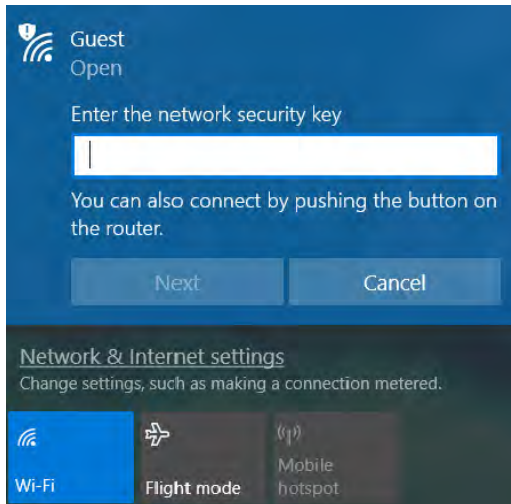 Guest
Open
Enter the network security key
You can also connect by pushing the button on
the router.
Next
Cancel
Network & Internet settings
Change settings, such as making a connection metered.
Wi-Fi
Flight mode
Mobile
hotspot